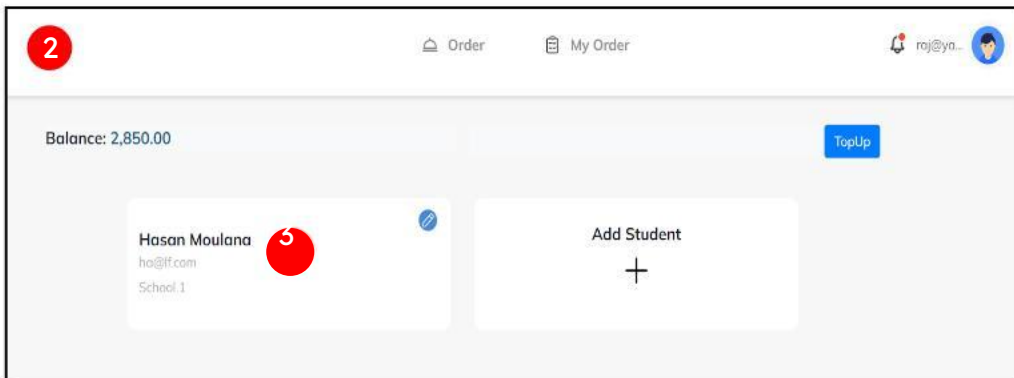 2
Order
My Order
raj@ya...
Balance: 2,850.00
TopUp
Hasan Moulana
3
ha@ff.com
School 1
Add Student